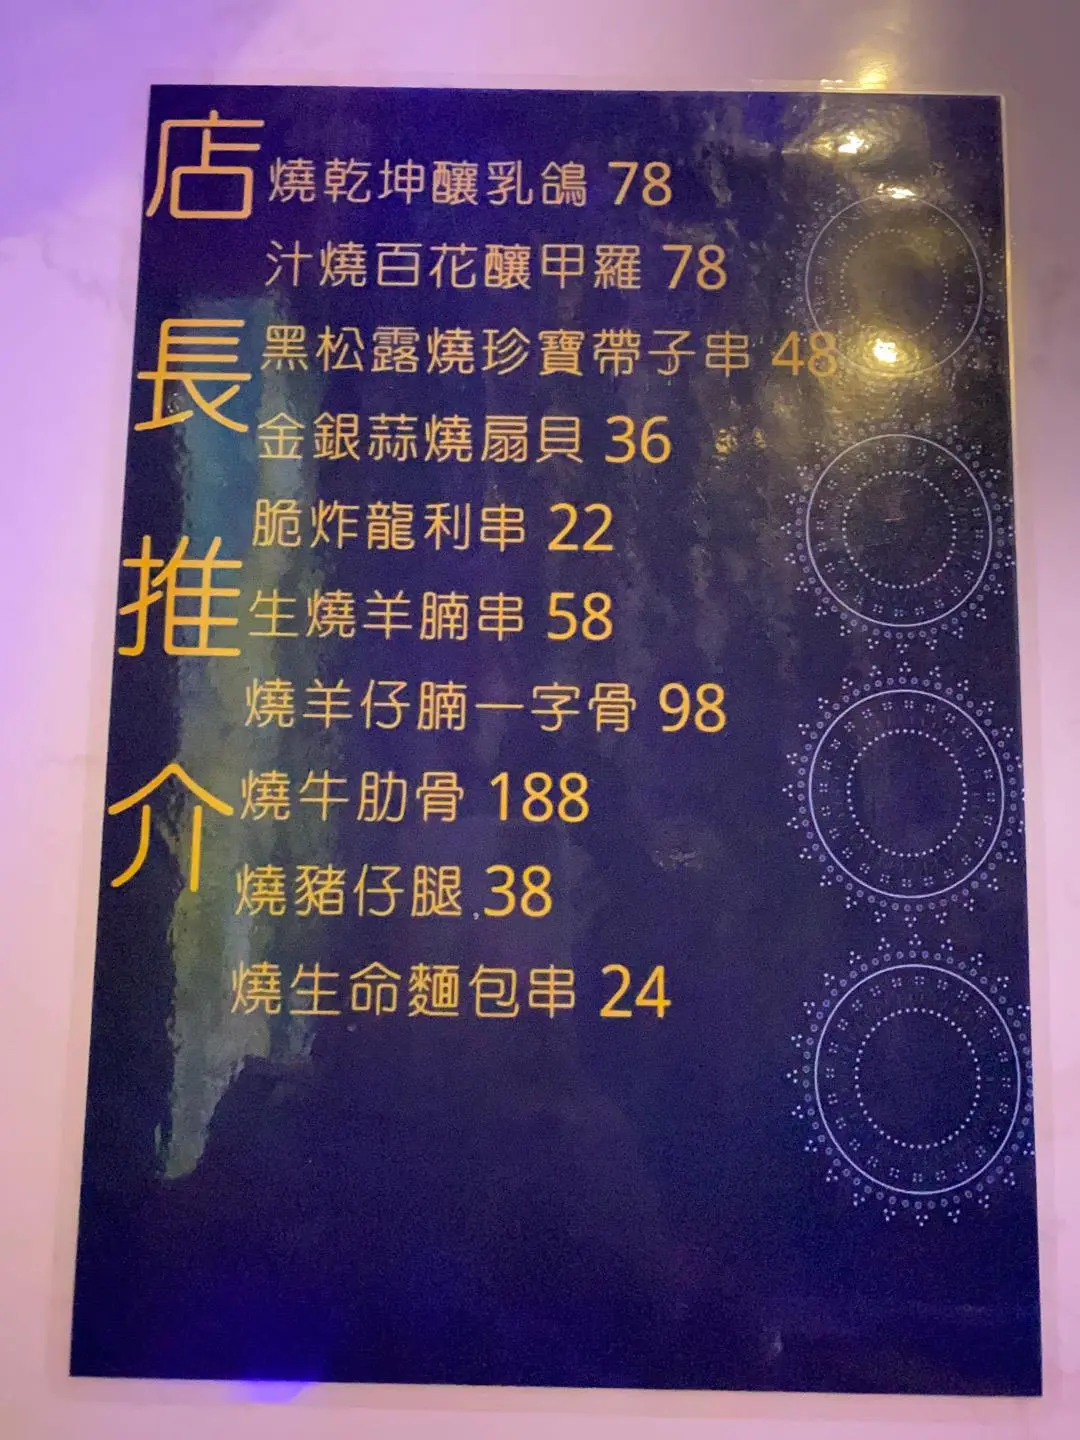 店長推介
燒乾坤釀乳鴿 78
汁燒百花釀甲羅 78
黑松露燒珍寶帶子串 48
金銀蒜燒扇貝 36
脆炸龍利串 22
生燒羊腩串 58
燒羊仔腩一字骨 98
燒牛肋骨 188
燒豬仔腿 38
燒生命麵包串 24